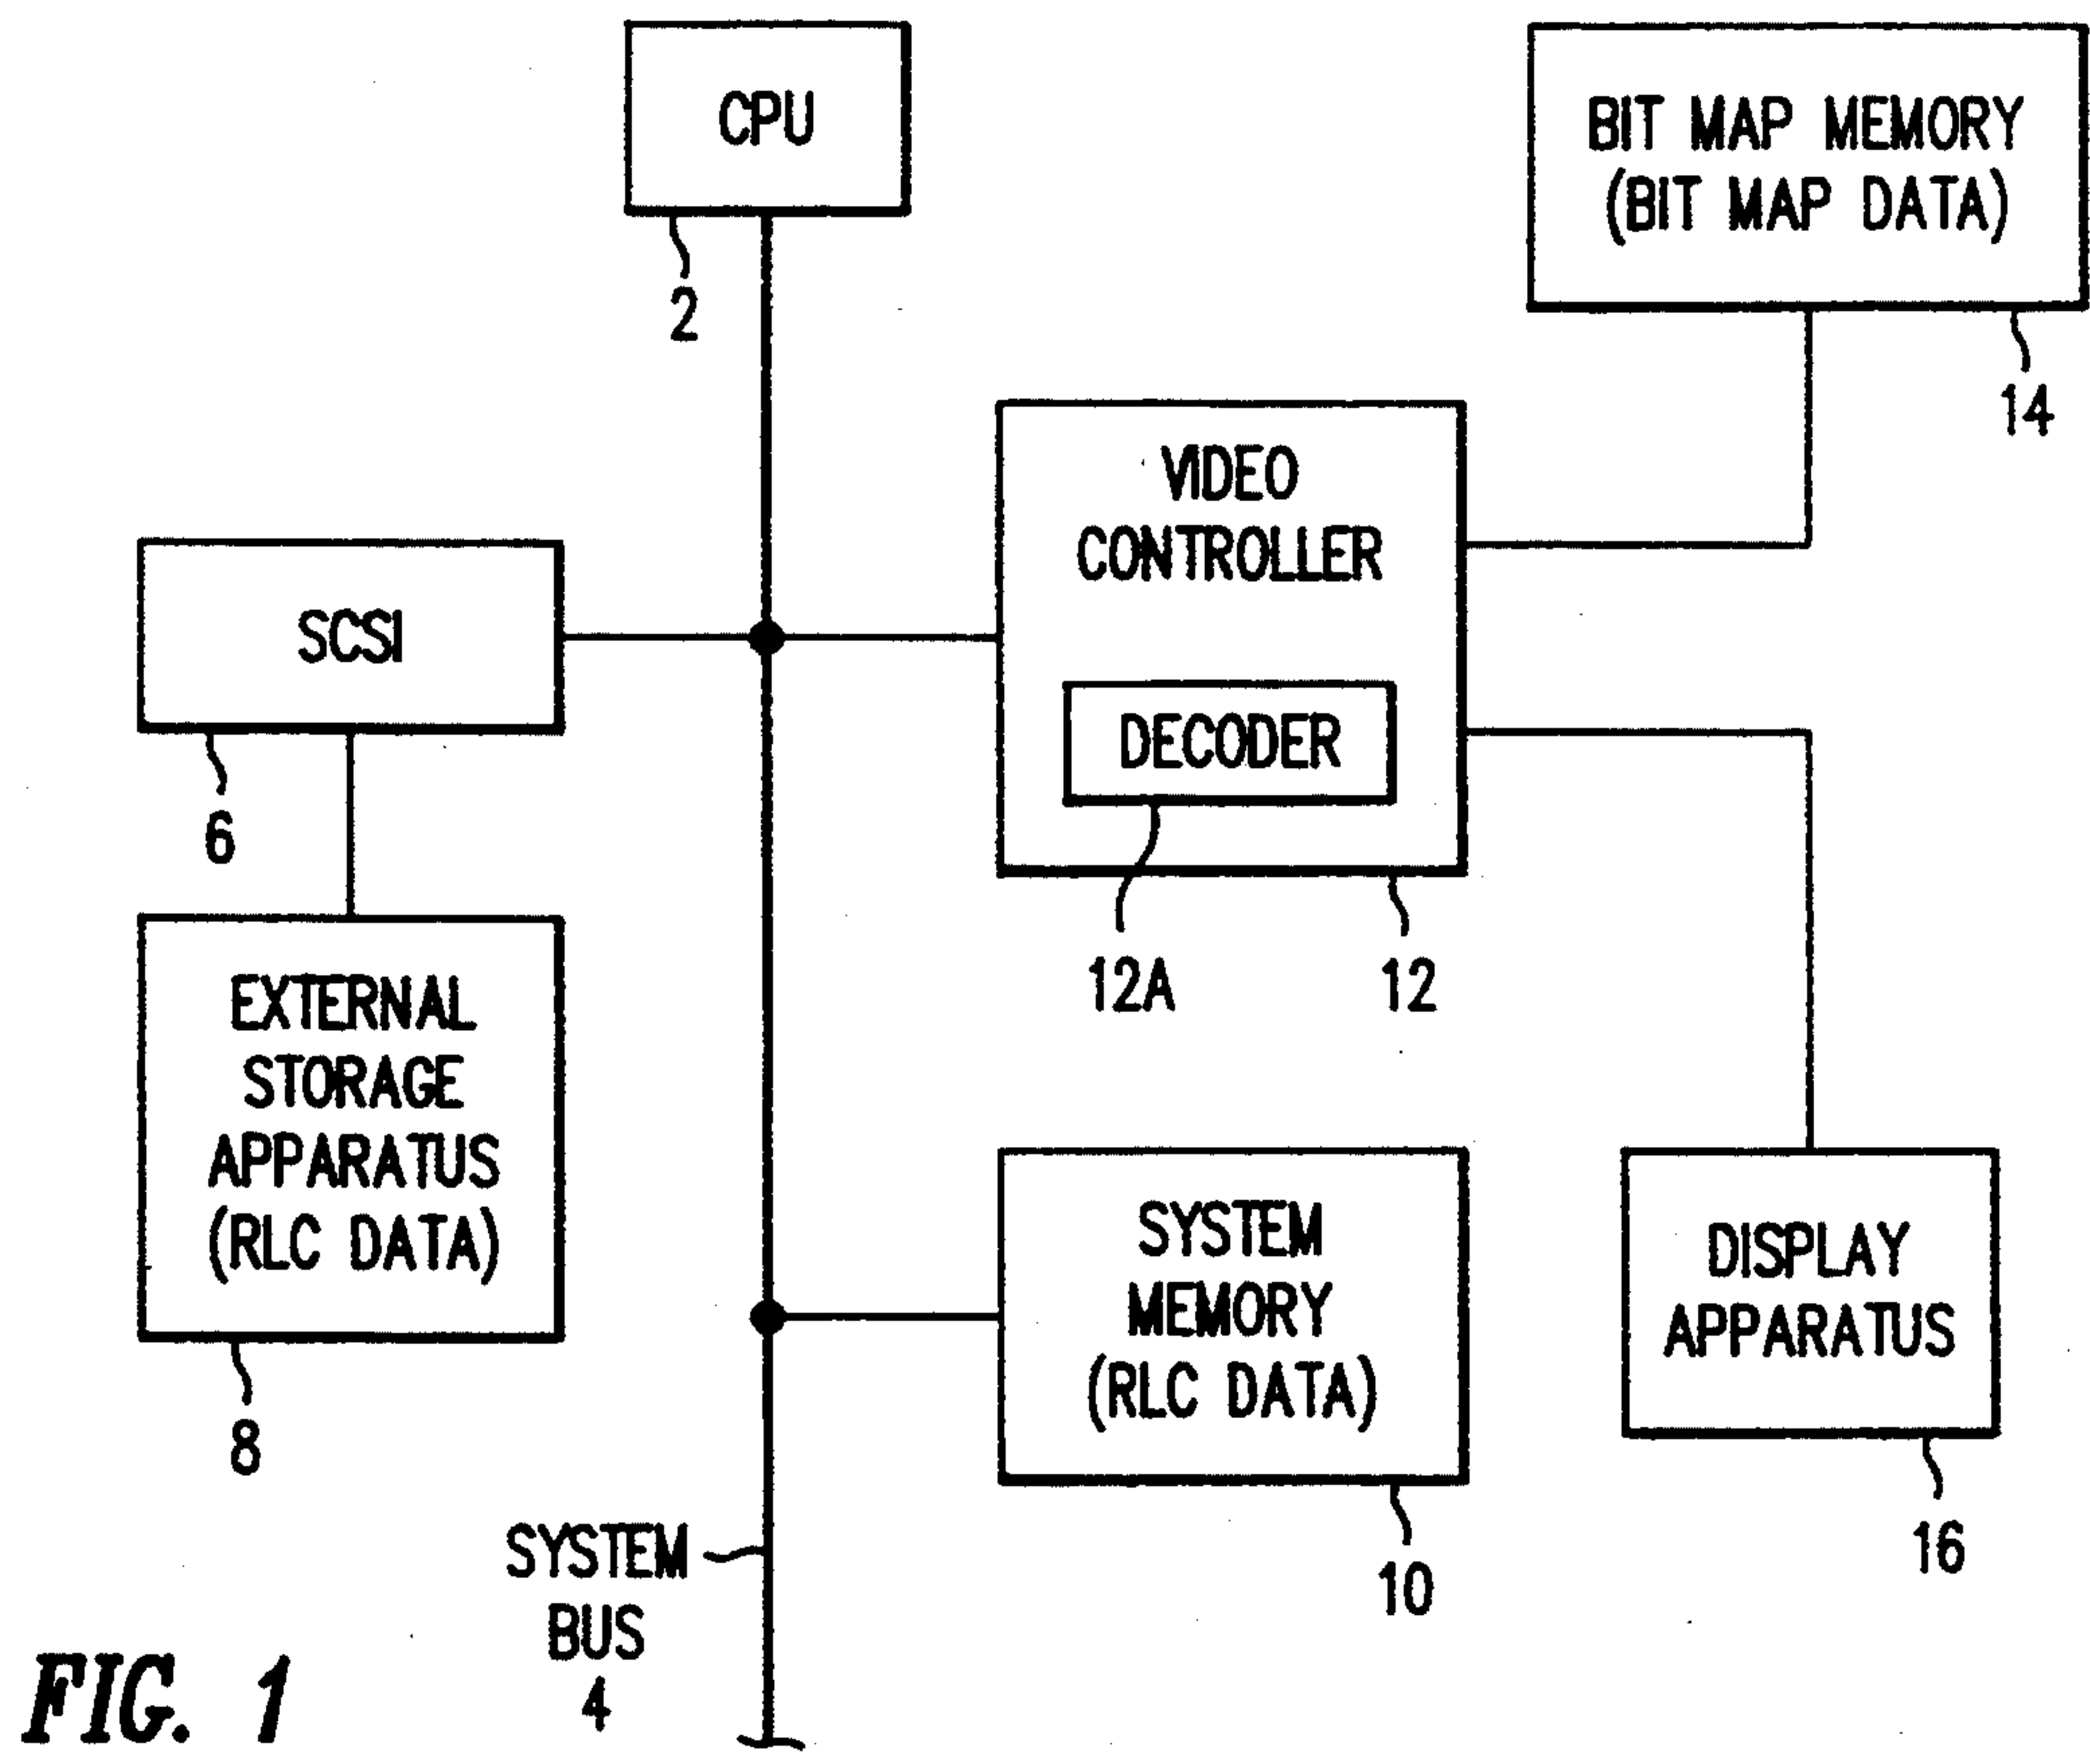 CPU
2
BIT MAP MEMORY
(BIT MAP DATA)
14
VIDEO
CONTROLLER
DECODER
12A
12
SCSI
6
EXTERNAL
STORAGE
APPARATUS
(RLC DATA)
8
SYSTEM
MEMORY
(RLC DATA)
10
DISPLAY
APPARATUS
16
SYSTEM
BUS
4
FIG. 1